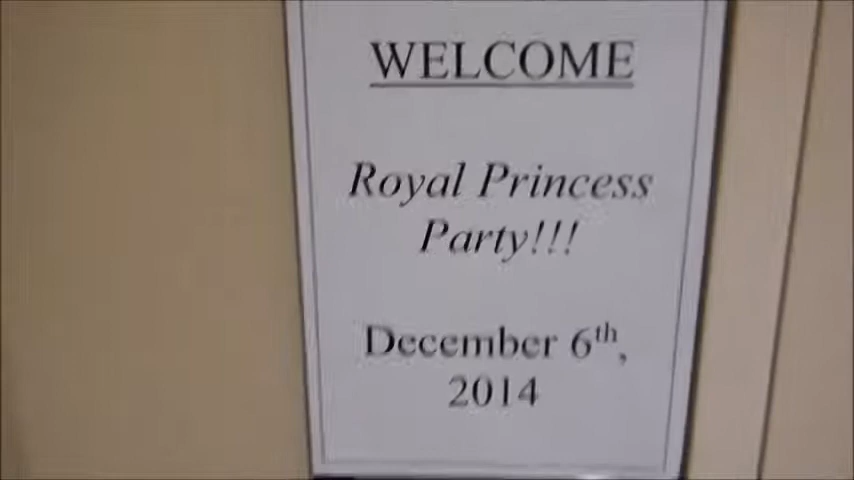 WELCOME
Royal Princess
Party!!!
December 6th,
2014